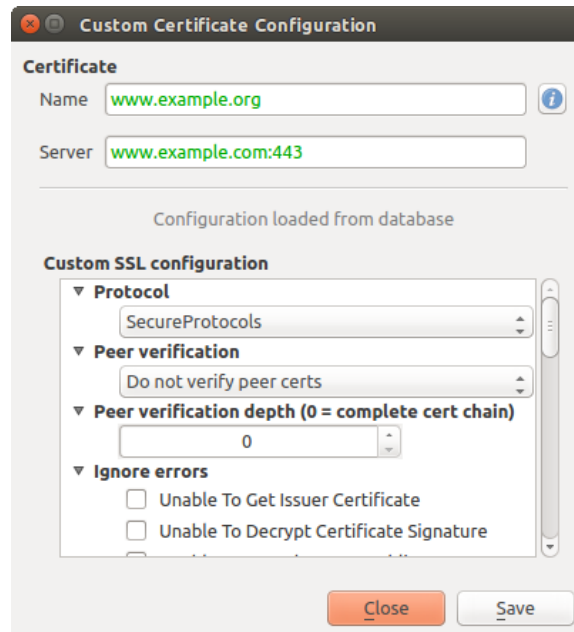 Custom Certificate Configuration
Certificate
Name www.example.org
Server www.example.com:443
Configuration loaded from database
Custom SSL configuration
Protocol
SecureProtocols
Peer verification
Do not verify peer certs
Peer verification depth (0 = complete cert chain)
0
Ignore errors
Unable To Get Issuer Certificate
Unable To Decrypt Certificate Signature
Close Save